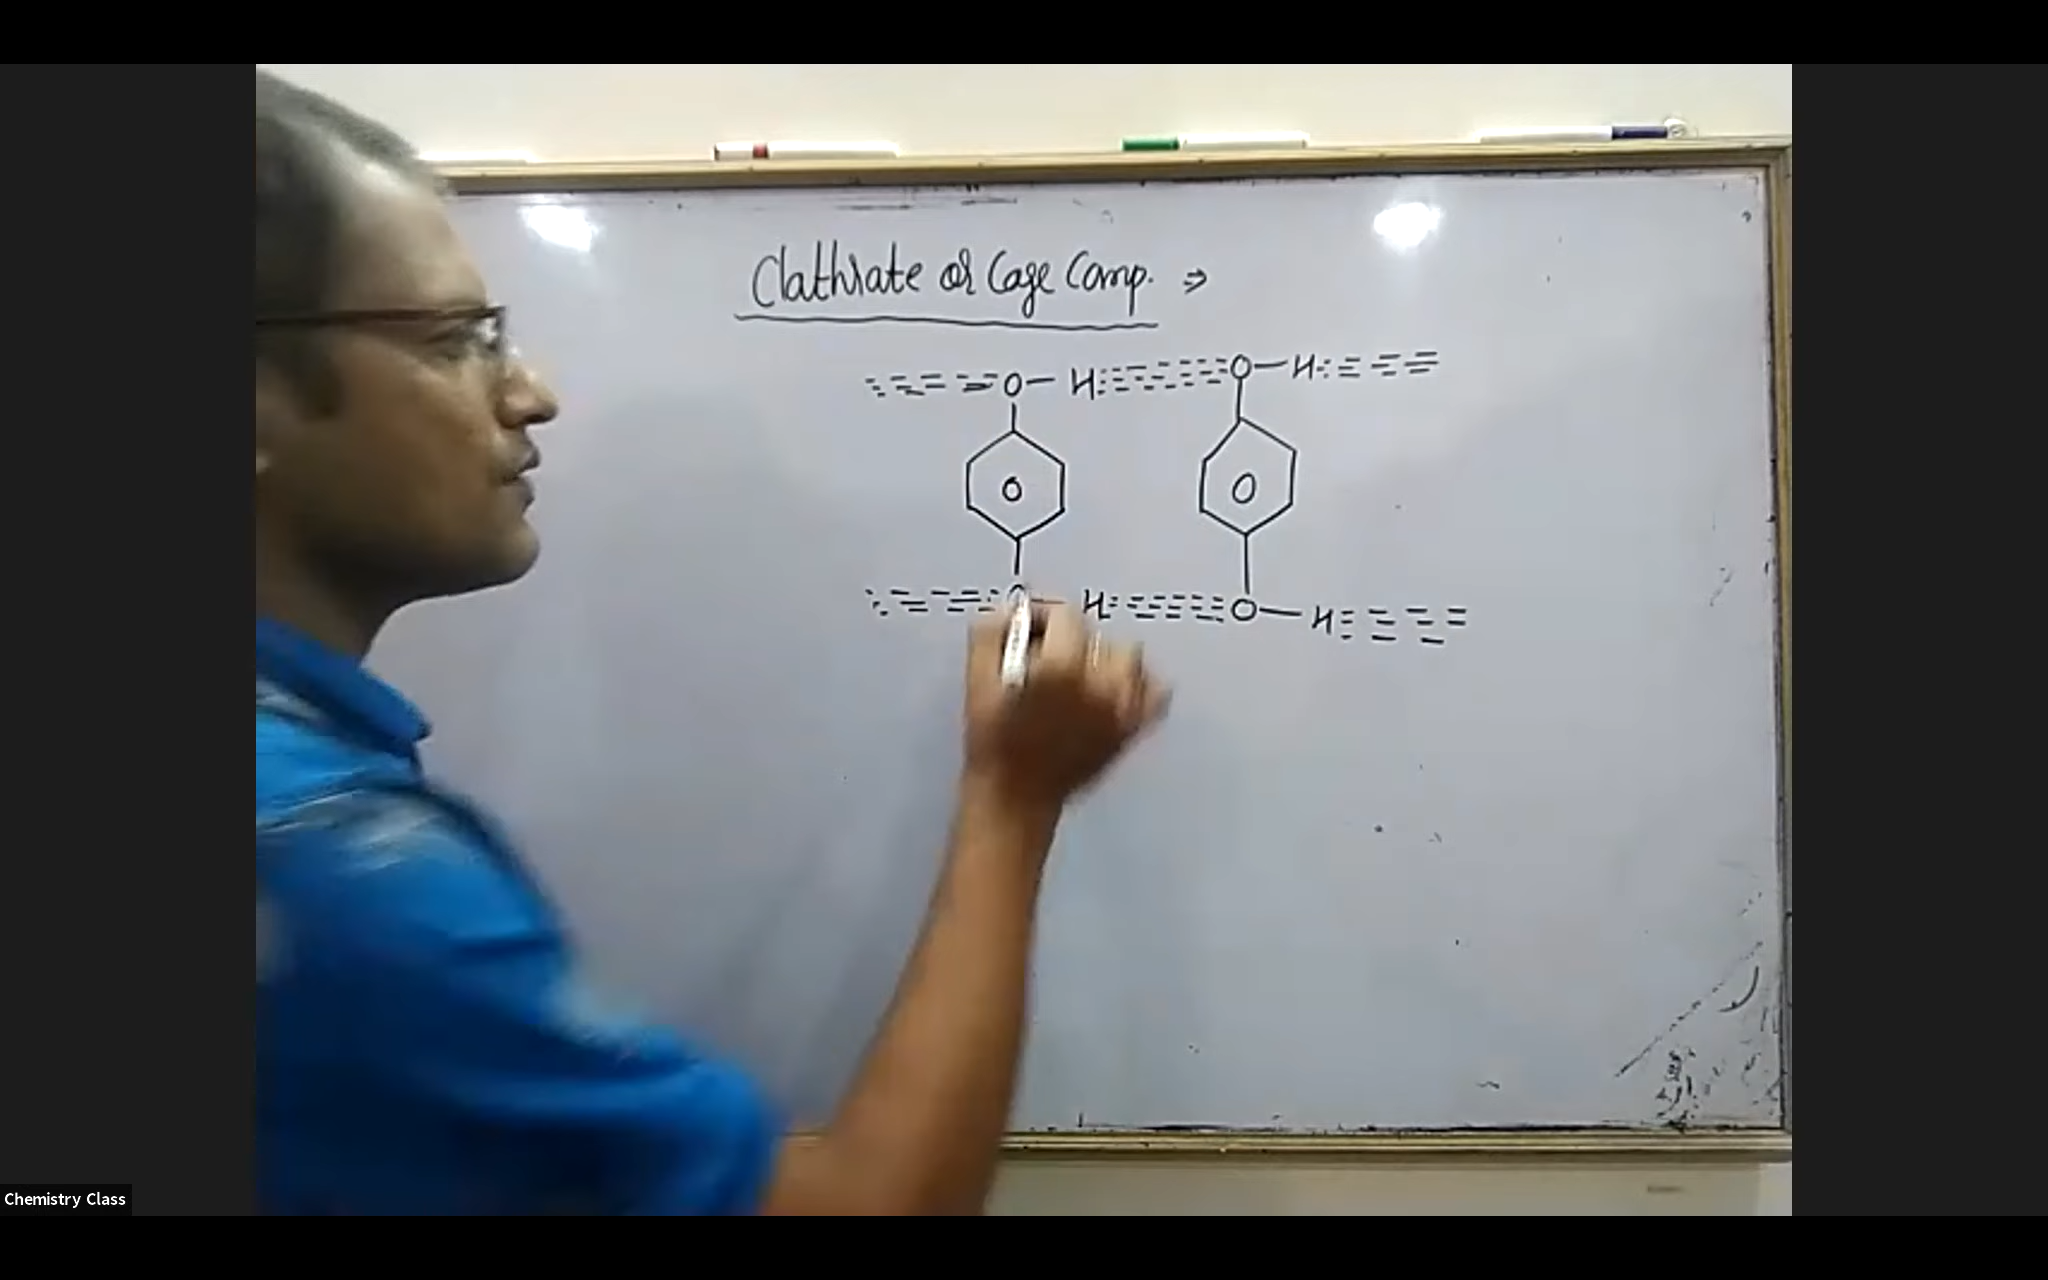 Clathrate or Cage Comp. ⇒
O – H O – H
O – H O – H
Chemistry Class